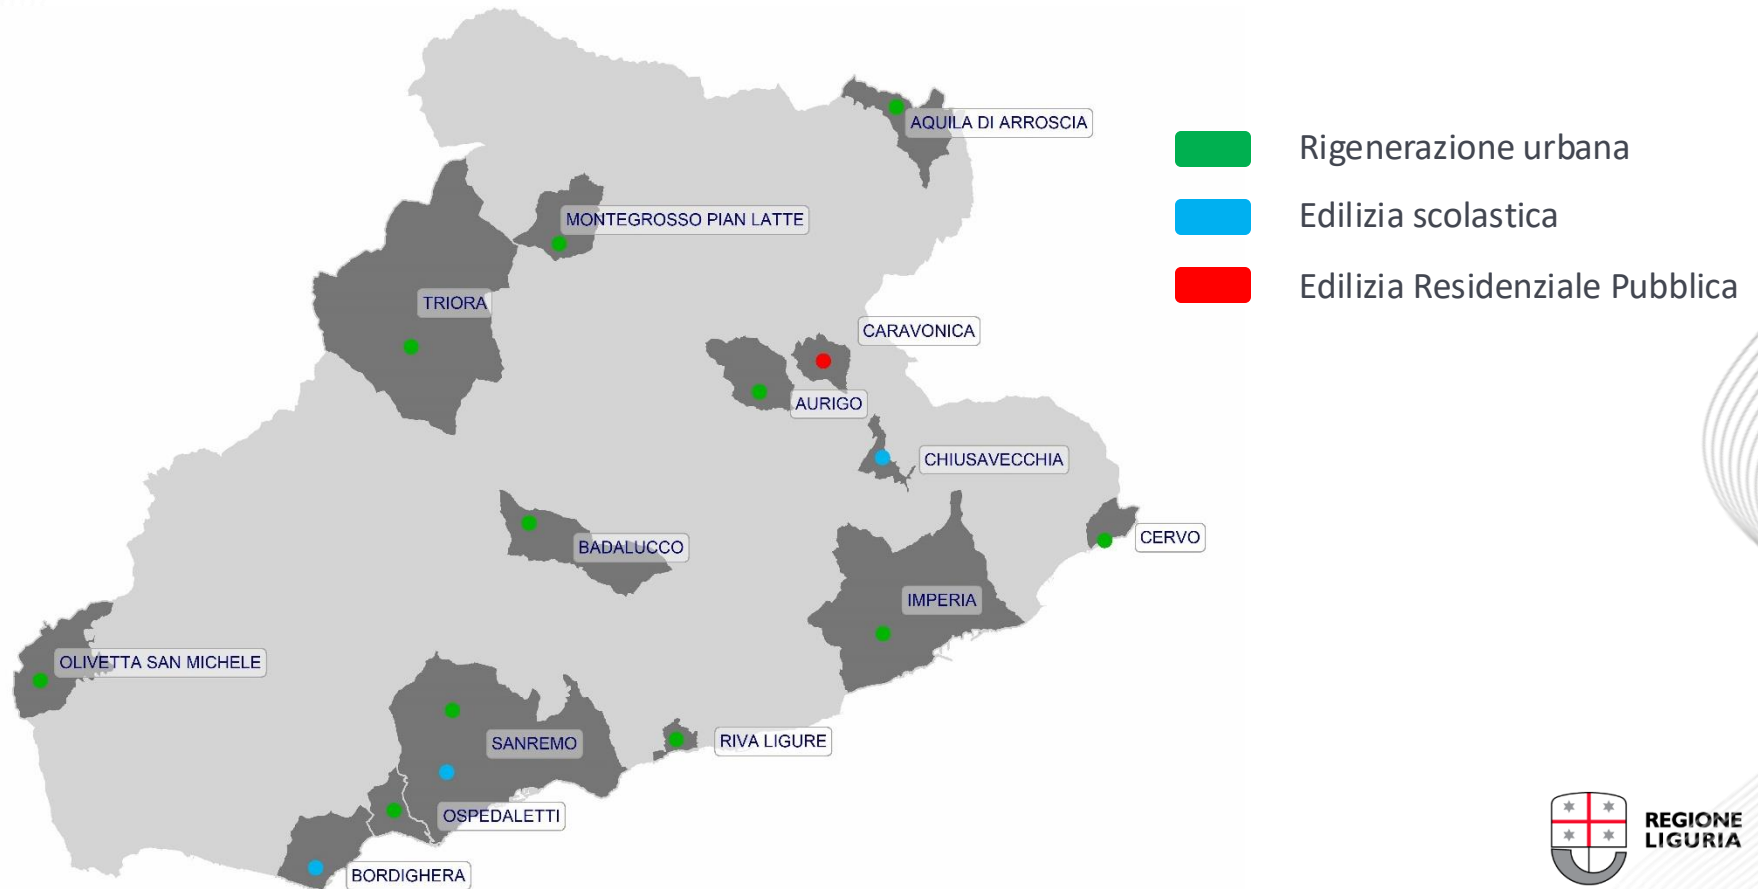 AQUILA DI ARROSCIA
MONTEGROSSO PIAN LATTE
TRIORA
CARAVONICA
AURIGO
CHIUSAVECCHIA
CERVO
BADALUCCO
IMPERIA
OLIVETTA SAN MICHELE
SANREMO
RIVA LIGURE
OSPEDALETTI
BORDIGHERA
Rigenerazione urbana
Edilizia scolastica
Edilizia Residenziale Pubblica
REGIONE
LIGURIA